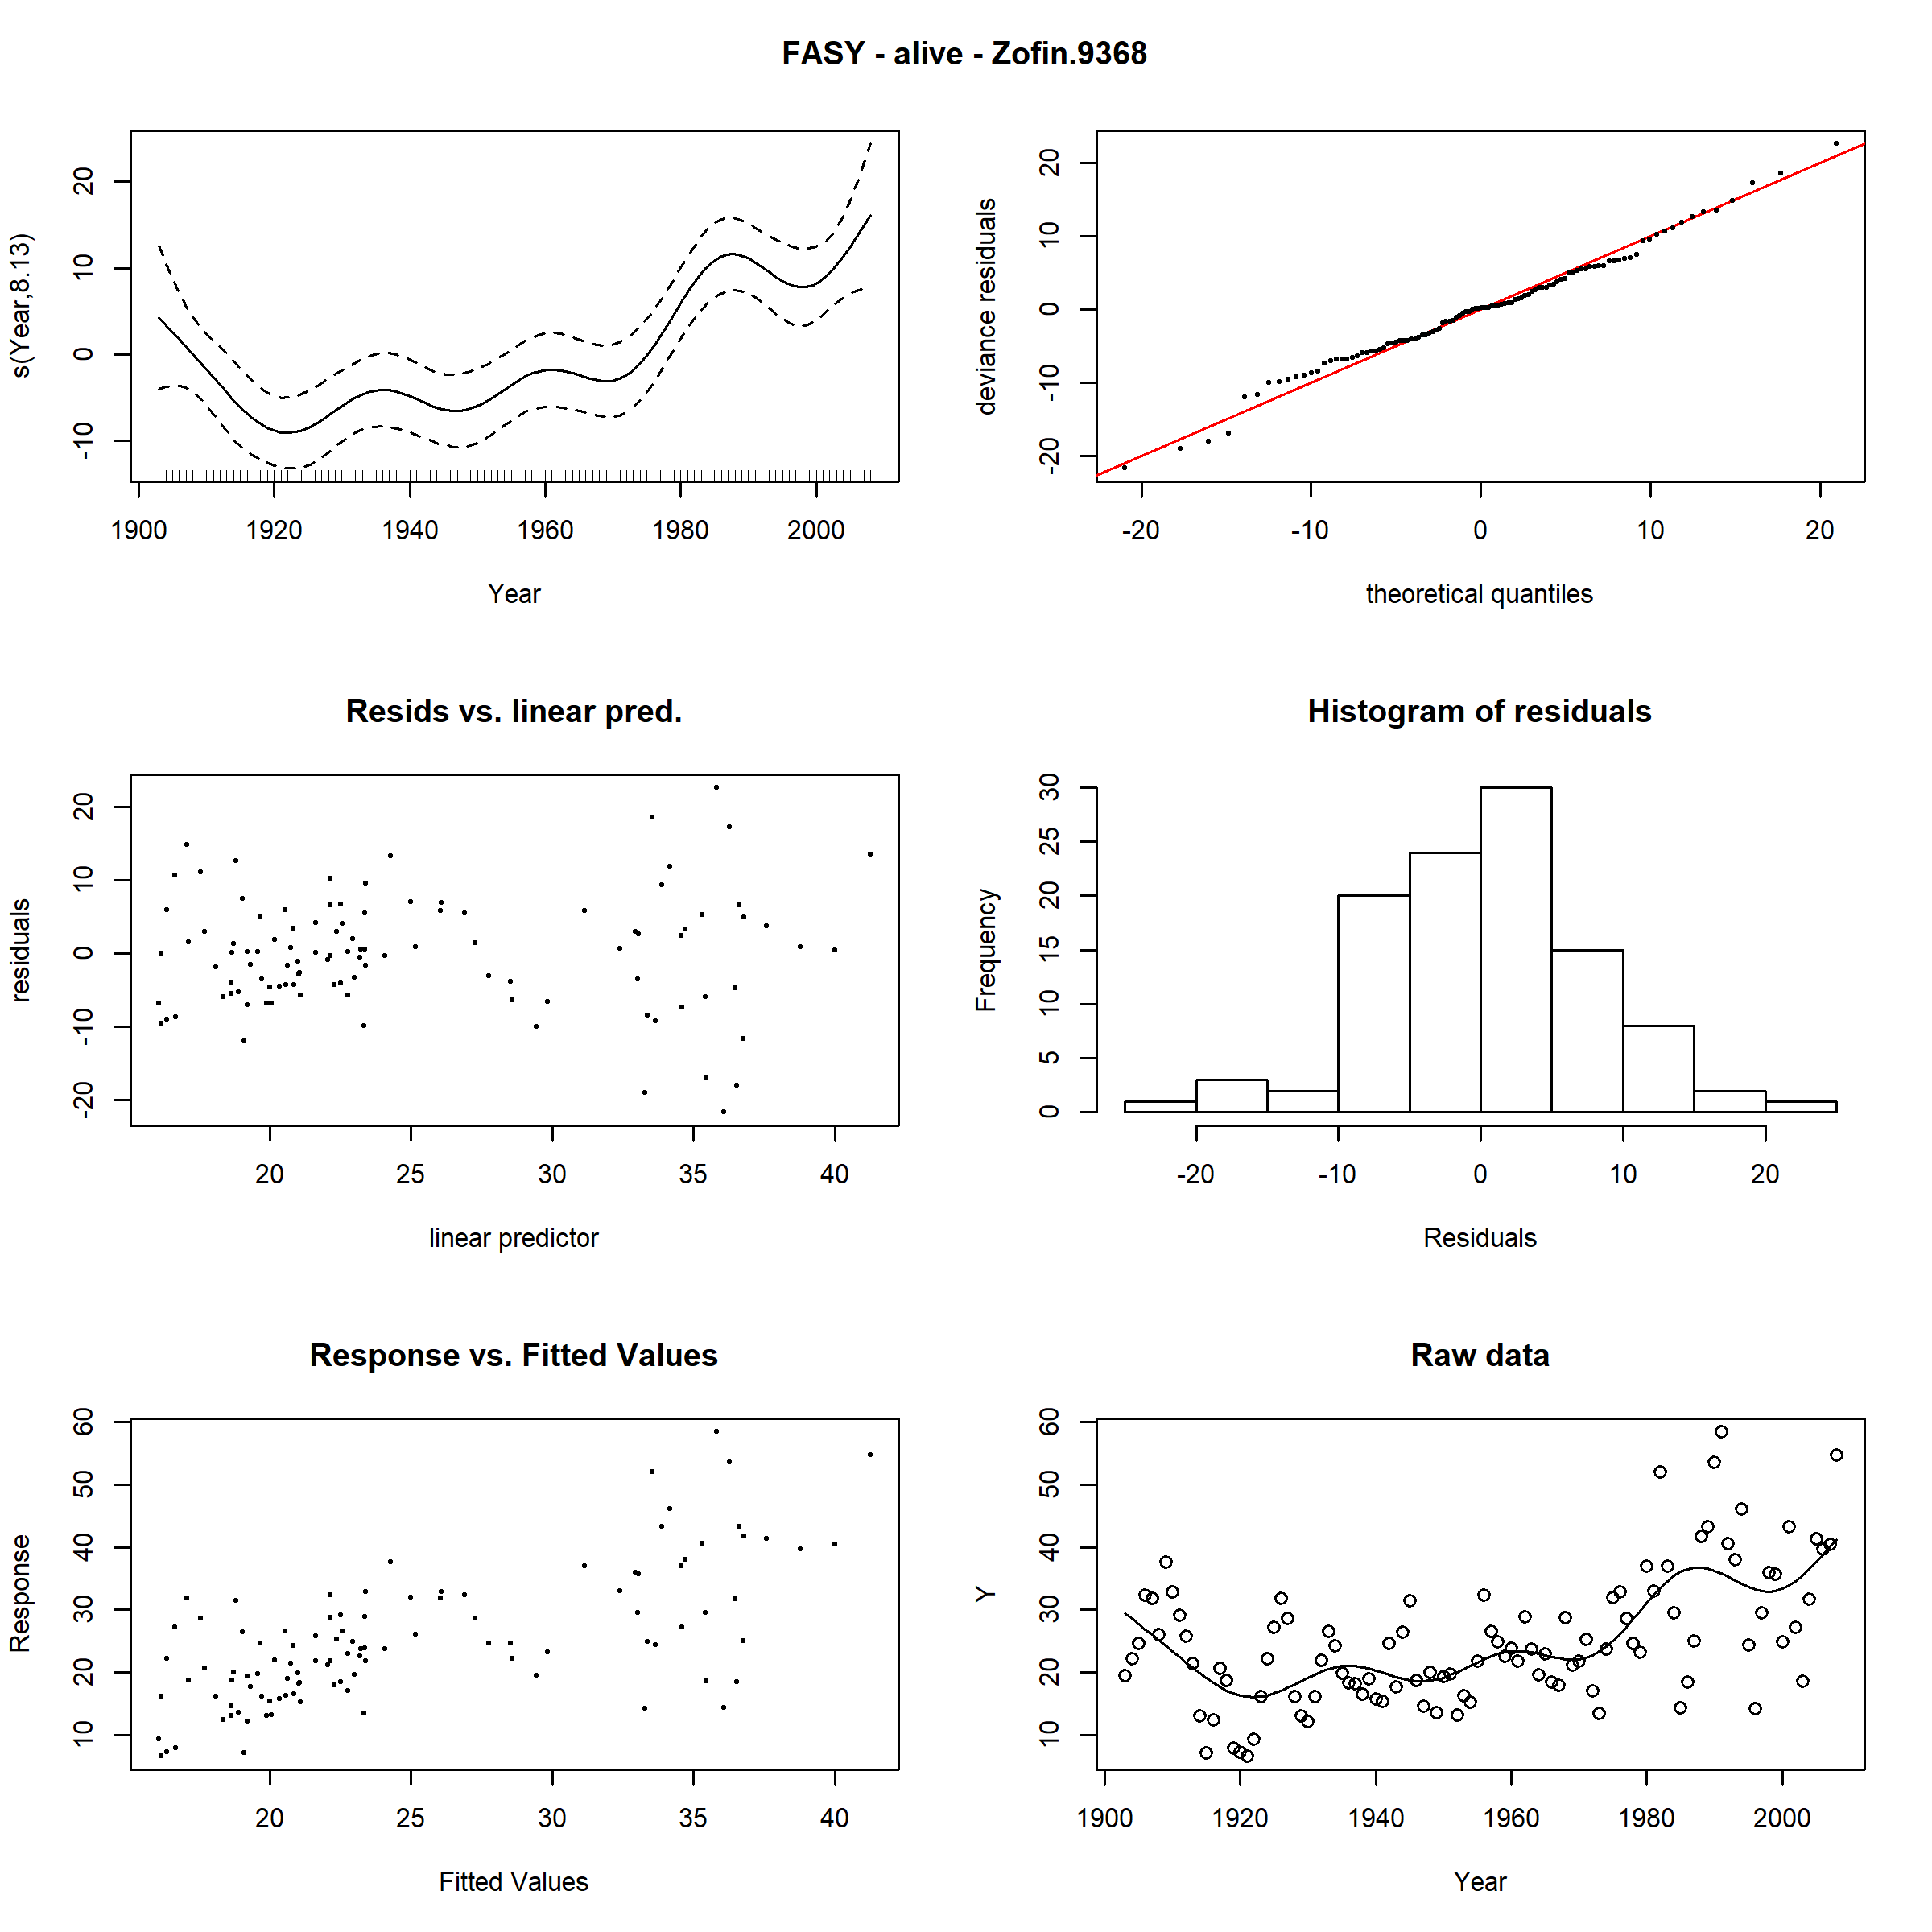 FASY - alive - Zofin.9368
s(Year,8.13)
20
10
0
-10
1900 1920 1940 1960 1980 2000
Year
deviance residuals
20
10
0
-10
-20
-20 -10 0 10 20
theoretical quantiles
Resids vs. linear pred.
residuals
20
10
0
-10
-20
20 25 30 35 40
linear predictor
Histogram of residuals
Frequency
30
25
20
15
10
5
0
-20 -10 0 10 20
Residuals
Response vs. Fitted Values
Response
60
50
40
30
20
10
20 25 30 35 40
Fitted Values
Raw data
Y
60
50
40
30
20
10
1900 1920 1940 1960 1980 2000
Year